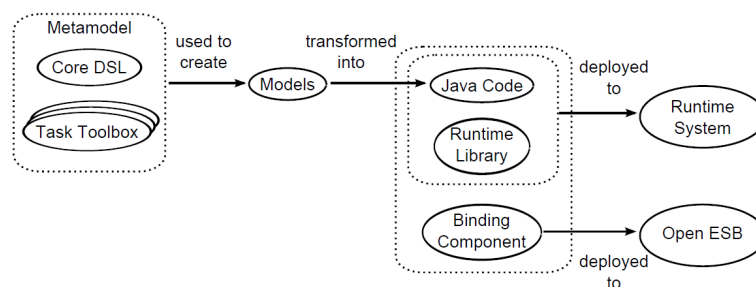 Metamodel
Core DSL
Task Toolbox
used to
create
Models
transformed
into
Java Code
Runtime
Library
Binding
Component
deployed
to
Runtime
System
Open ESB
deployed
to